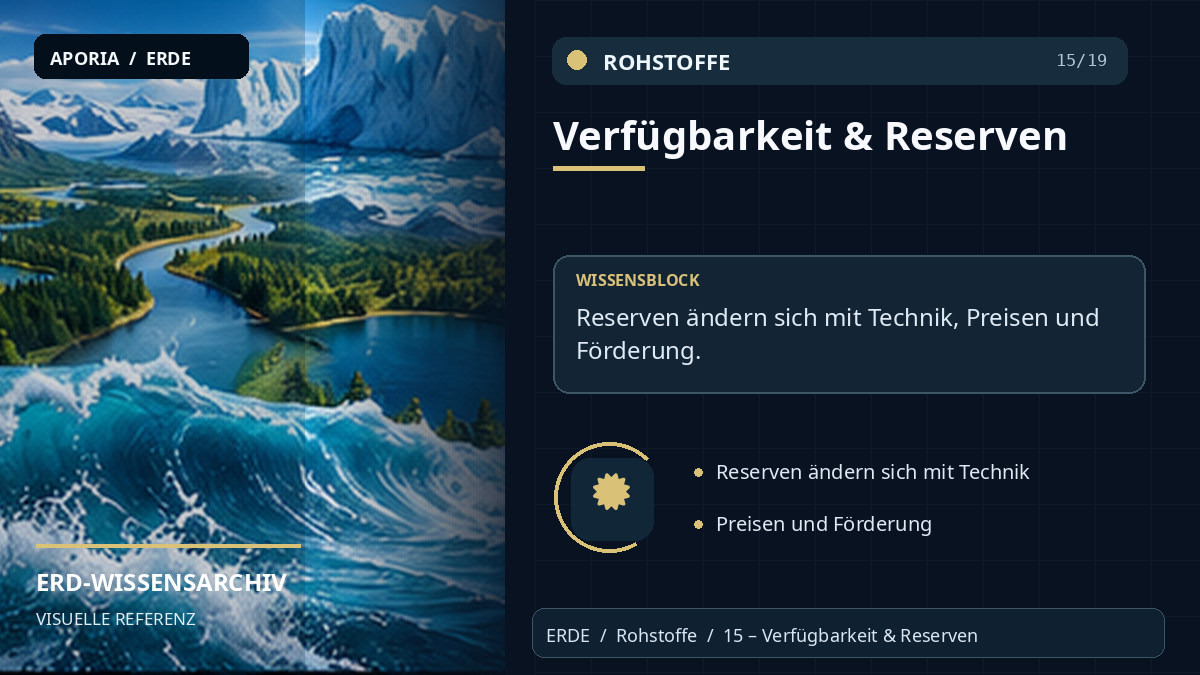 APORIA / ERDE
ERD-WISSENSARCHIV
VISUELLE REFERENZ
ROHSTOFFE
15/19
Verfügbarkeit & Reserven
WISSENSBLOCK
Reserven ändern sich mit Technik, Preisen und
Förderung.
Reserven ändern sich mit Technik
Preisen und Förderung
ERDE / Rohstoffe / 15 – Verfügbarkeit & Reserven